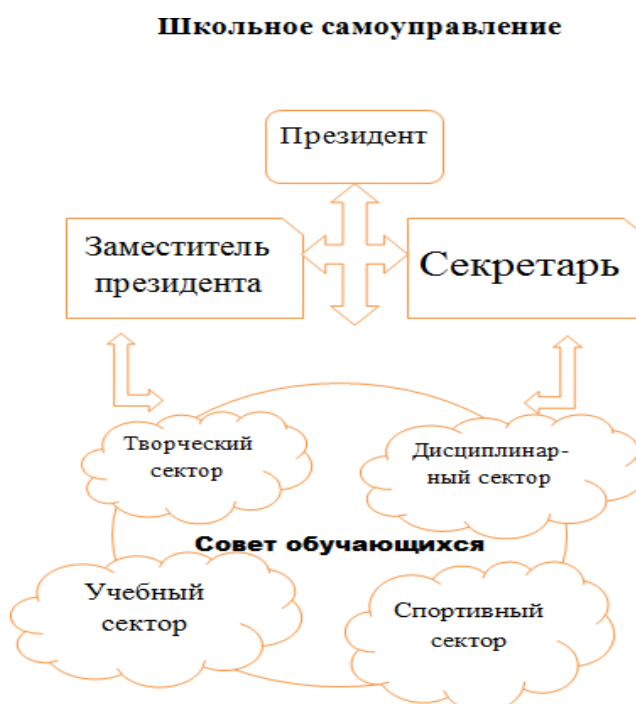 Школьное самоуправление
Президент
Заместитель
президента
Секретарь
Творческий
сектор
Дисциплинар-
ный сектор
Совет обучающихся
Учебный
сектор
Спортивный
сектор